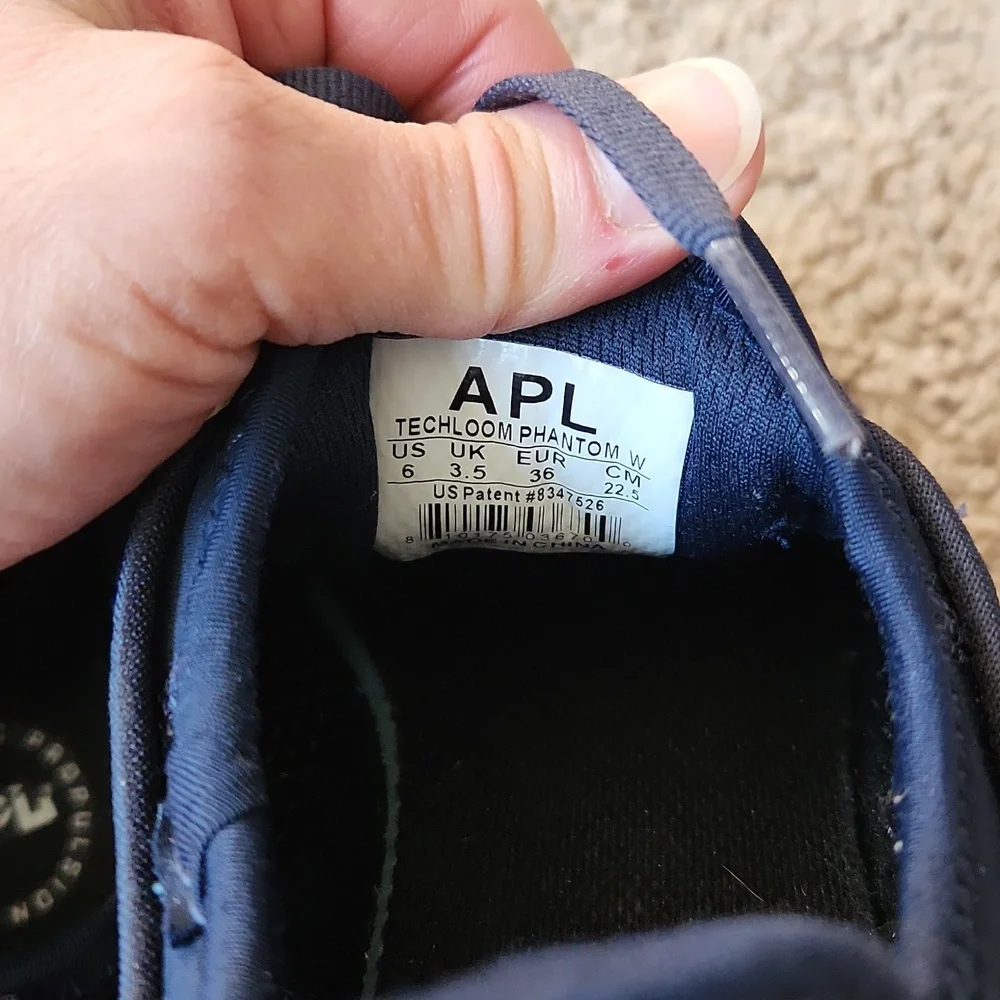 APL
TECHLOOM PHANTOM W
US UK EUR CM
6 3.5 36 22.5
US Patent #8347526
MADE IN CHINA
PROPULSION